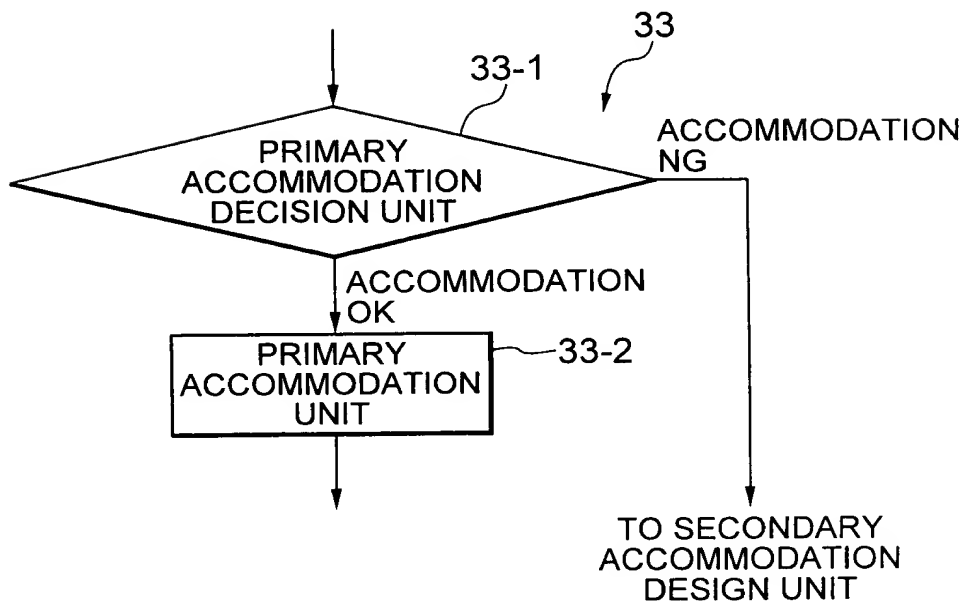 33
33-1
ACCOMMODATION
NG
PRIMARY
ACCOMMODATION
DECISION UNIT
ACCOMMODATION
OK
PRIMARY
ACCOMMODATION
UNIT
33-2
TO SECONDARY
ACCOMMODATION
DESIGN UNIT